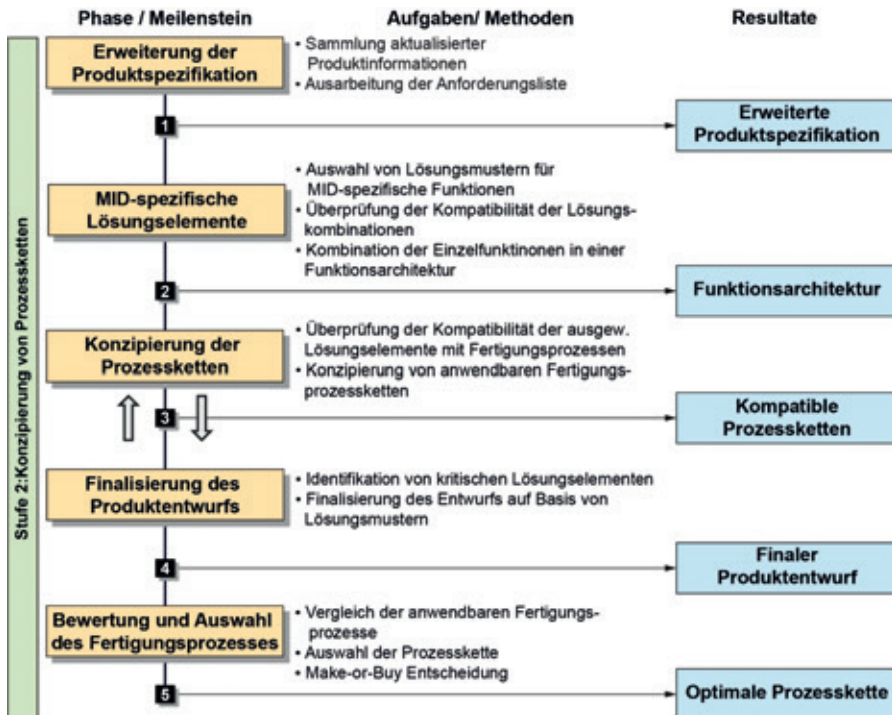 Phase / Meilenstein
Aufgaben/ Methoden
Resultate
Stufe 2:Konzipierung von Prozessketten
Erweiterung der
Produktspezifikation
• Sammlung aktualisierter
Produktinformationen
• Ausarbeitung der Anforderungsliste
1
Erweiterte
Produktspezifikation
MID-spezifische
Lösungselemente
• Auswahl von Lösungsmustern für
MID-spezifische Funktionen
• Überprüfung der Kompatibilität der Lösungs-
kombinationen
• Kombination der Einzelfunktinonen in einer
Funktionsarchitektur
2
Funktionsarchitektur
Konzipierung der
Prozessketten
• Überprüfung der Kompatibilität der ausgew.
Lösungselemente mit Fertigungsprozessen
• Konzipierung von anwendbaren Fertigungs-
prozessketten
3
Kompatible
Prozessketten
Finalisierung des
Produktentwurfs
• Identifikation von kritischen Lösungselementen
• Finalisierung des Entwurfs auf Basis von
Lösungsmustern
4
Finaler
Produktentwurf
Bewertung und Auswahl
des Fertigungsprozesses
• Vergleich der anwendbaren Fertigungs-
prozesse
• Auswahl der Prozesskette
• Make-or-Buy Entscheidung
5
Optimale Prozesskette